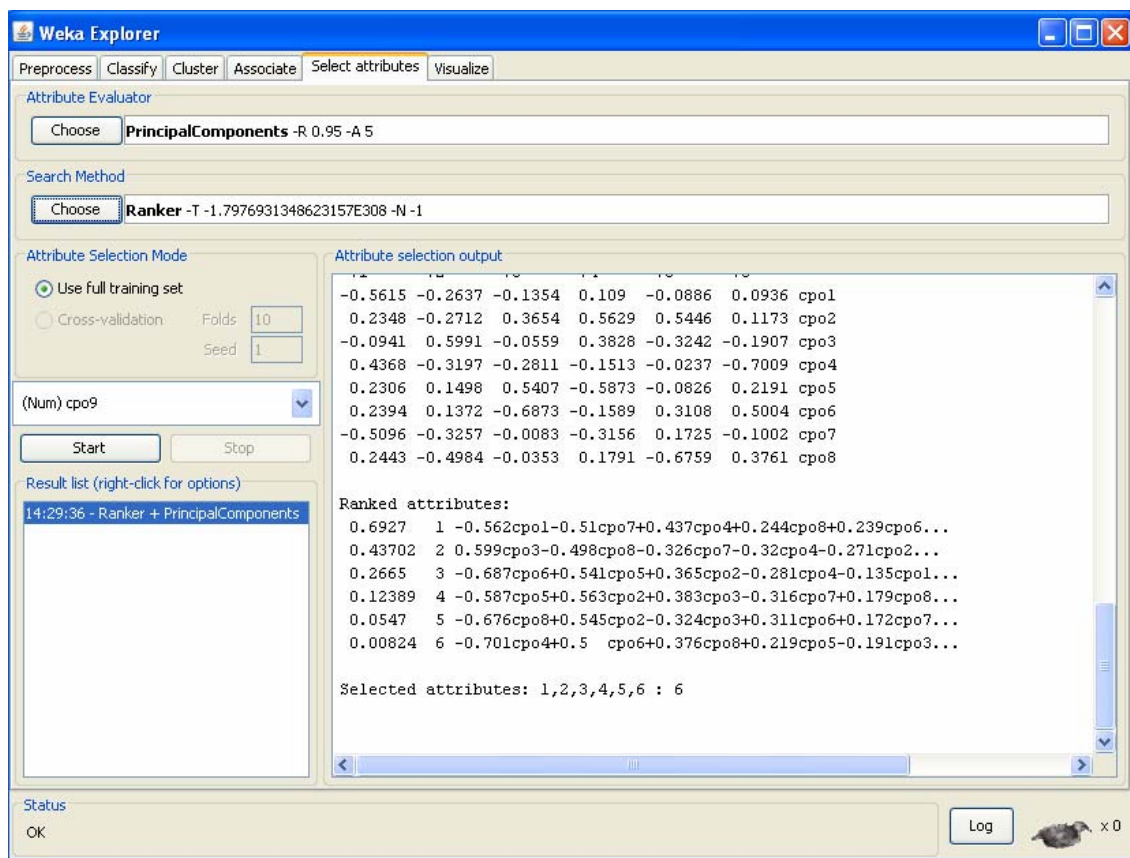 Weka Explorer
Preprocess Classify Cluster Associate Select attributes Visualize
Attribute Evaluator
Choose PrincipalComponents -R 0.95 -A 5
Search Method
Choose Ranker -T -1.7976931348623157E308 -N -1
Attribute Selection Mode
Use full training set
Cross-validation Folds 10
Seed 1
(Num) cpo9
Start Stop
Result list (right-click for options)
14:29:36 - Ranker + PrincipalComponents
Attribute selection output
-0.5615 -0.2637 -0.1354 0.109 -0.0886 0.0936 cpo1
0.2348 -0.2712 0.3654 0.5629 0.5446 0.1173 cpo2
-0.0941 0.5991 -0.0559 0.3828 -0.3242 -0.1907 cpo3
0.4368 -0.3197 -0.2811 -0.1513 -0.0237 -0.7009 cpo4
0.2306 0.1498 0.5407 -0.5873 -0.0826 0.2191 cpo5
0.2394 0.1372 -0.6873 -0.1589 0.3108 0.5004 cpo6
-0.5096 -0.3257 -0.0083 -0.3156 0.1725 -0.1002 cpo7
0.2443 -0.4984 -0.0353 0.1791 -0.6759 0.3761 cpo8
Ranked attributes:
0.6927 1 -0.562cpo1-0.51cpo7+0.437cpo4+0.244cpo8+0.239cpo6...
0.43702 2 0.599cpo3-0.498cpo8-0.326cpo7-0.32cpo4-0.271cpo2...
0.2665 3 -0.687cpo6+0.541cpo5+0.365cpo2-0.281cpo4-0.135cpo1...
0.12389 4 -0.587cpo5+0.563cpo2+0.383cpo3-0.316cpo7+0.179cpo8...
0.0547 5 -0.676cpo8+0.545cpo2-0.324cpo3+0.311cpo6+0.172cpo7...
0.00824 6 -0.701cpo4+0.5 cpo6+0.376cpo8+0.219cpo5-0.191cpo3...
Selected attributes: 1,2,3,4,5,6 : 6
Status
OK
Log x 0